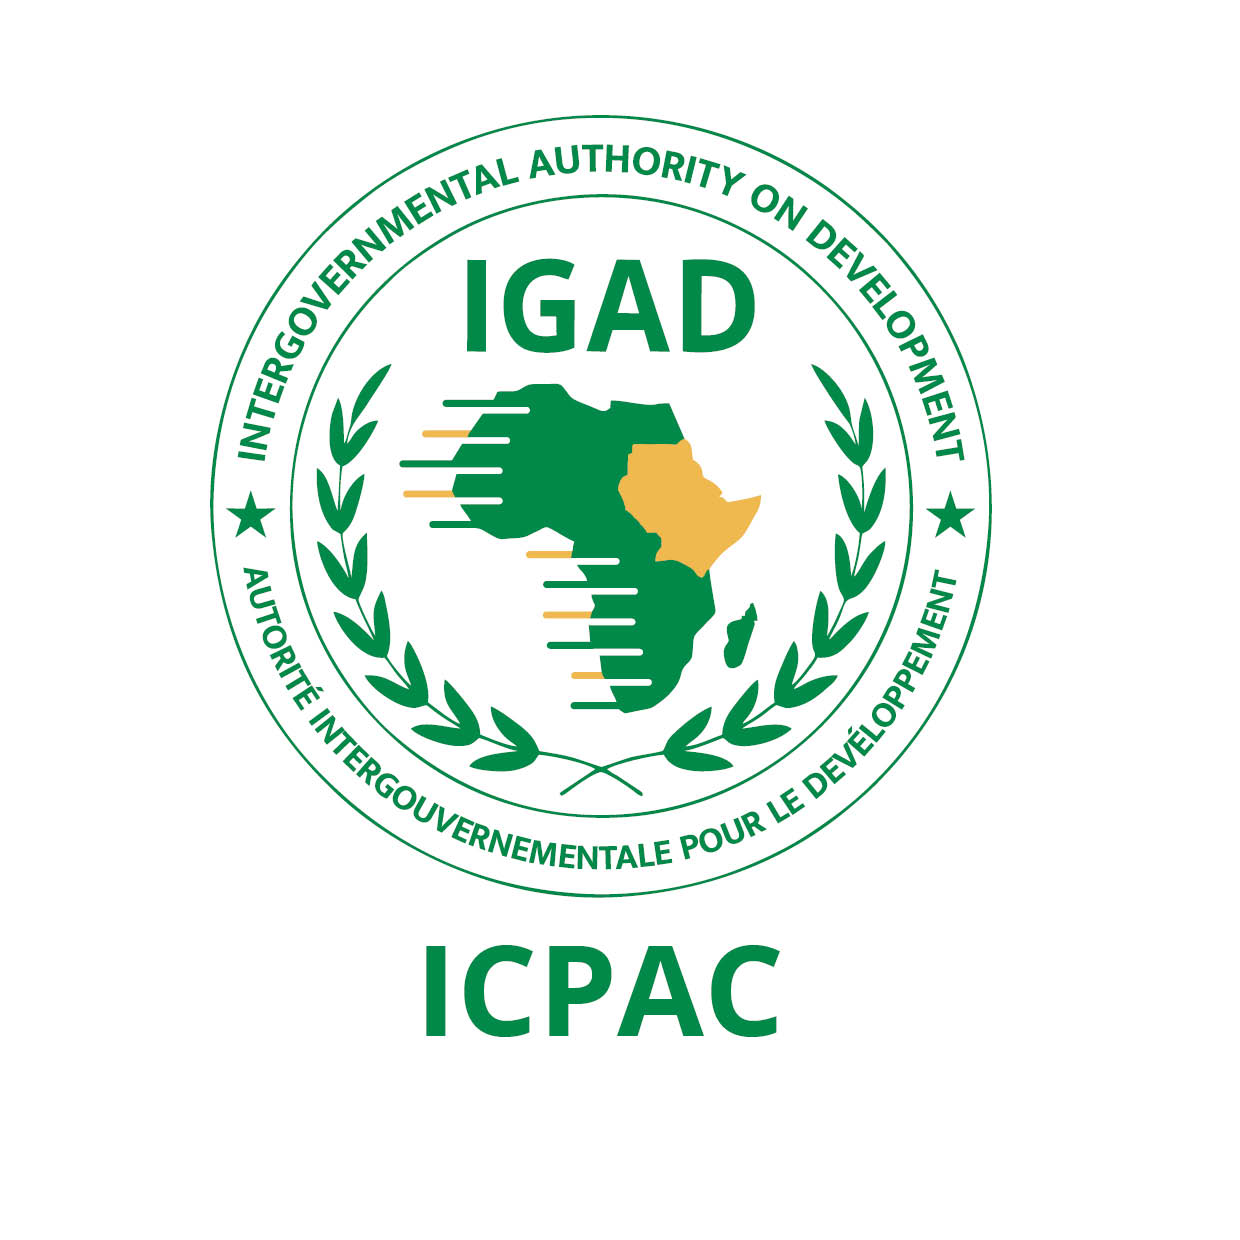 INTERGOVERNMENTAL AUTHORITY ON DEVELOPMENT
IGAD
AUTORITÉ INTERGOUVERNEMENTALE POUR LE DEVÉLOPPEMENT
ICPAC